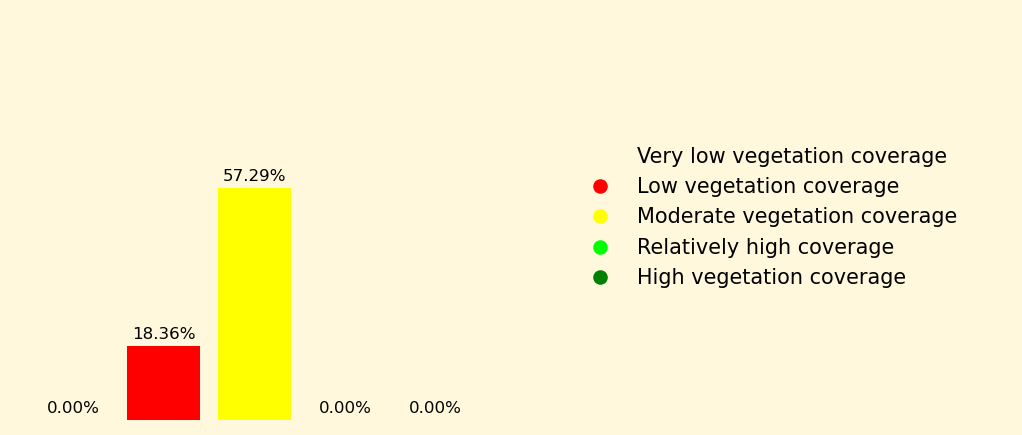 57.29%
18.36%
0.00%
0.00%
0.00%
Very low vegetation coverage
Low vegetation coverage
Moderate vegetation coverage
Relatively high coverage
High vegetation coverage